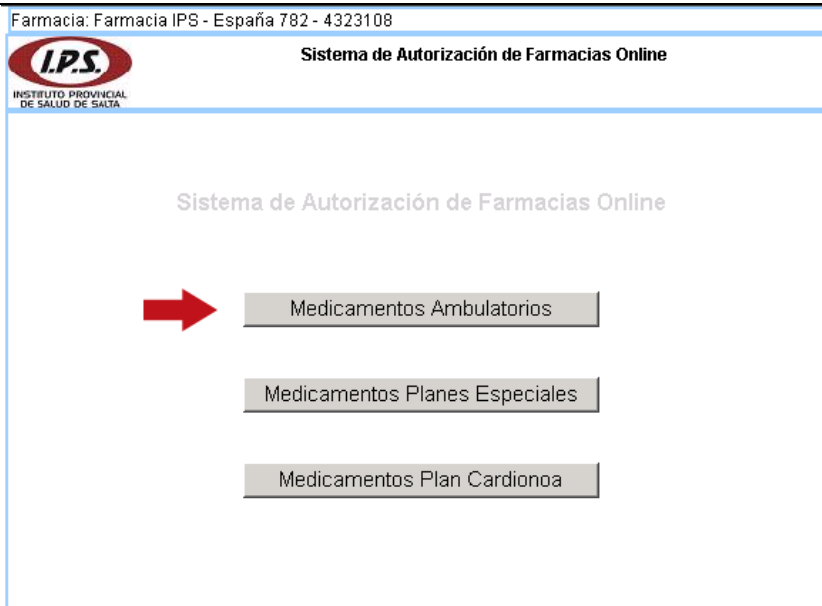 Farmacia: Farmacia IPS - España 782 - 4323108
I.P.S.
INSTITUTO PROVINCIAL
DE SALUD DE SALTA
Sistema de Autorización de Farmacias Online
Sistema de Autorización de Farmacias Online
Medicamentos Ambulatorios
Medicamentos Planes Especiales
Medicamentos Plan Cardionoa